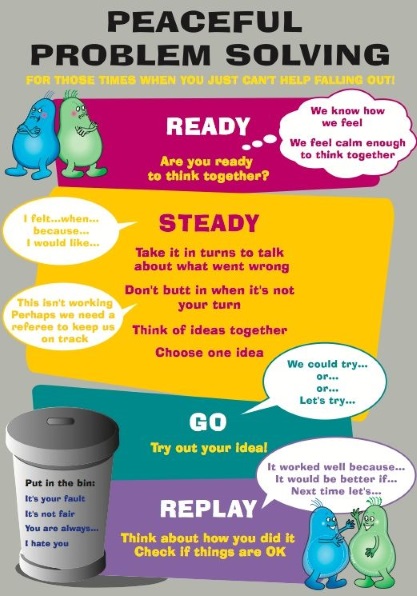 PEACEFUL
PROBLEM SOLVING
FOR THOSE TIMES WHEN YOU JUST CAN'T HELP FALLING OUT!
READY
Are you ready
to think together?
We know how
we feel
We feel calm enough
to think together
STEADY
I felt...when...
because...
I would like...
Take it in turns to talk
about what went wrong
Don't butt in when it's not
your turn
This isn't working
Perhaps we need a
referee to keep us
on track
Think of ideas together
Choose one idea
We could try...
or...
or...
Let's try...
GO
Try out your idea!
It worked well because...
It would be better if...
Next time let's...
REPLAY
Think about how you did it
Check if things are OK
Put in the bin:
It's your fault
It's not fair
You are always...
I hate you